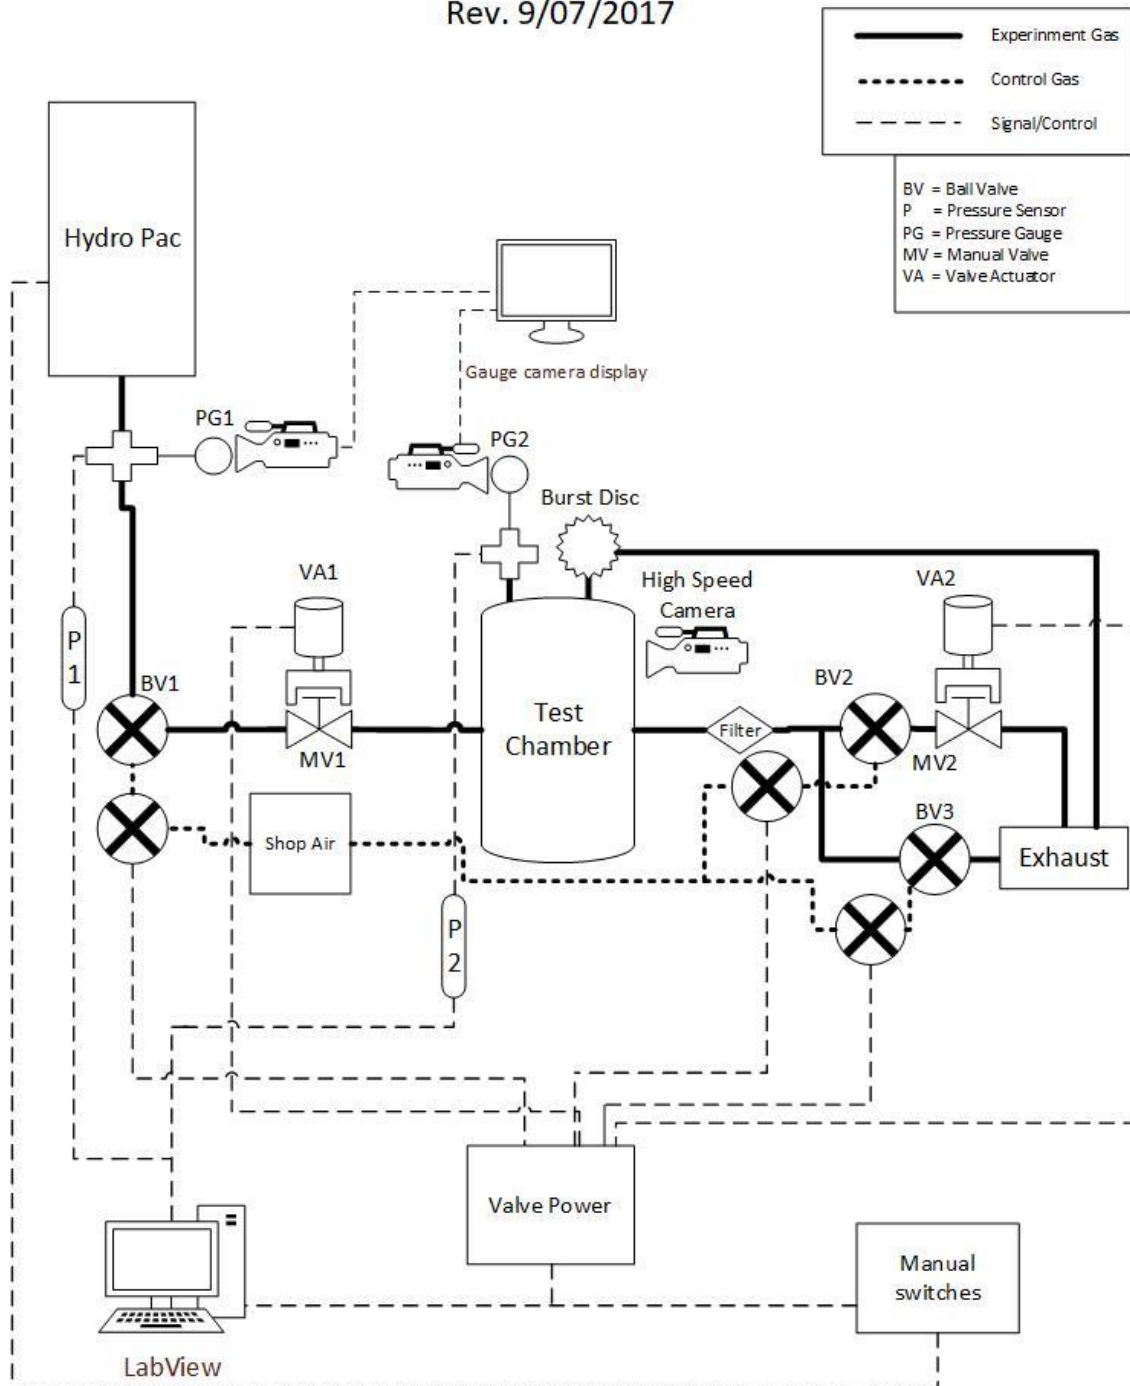 Rev. 9/07/2017
Experinment Gas
Control Gas
Signal/Control
BV = Ball Valve
P = Pressure Sensor
PG = Pressure Gauge
MV = Manual Valve
VA = Valve Actuator
Hydro Pac
Gauge camera display
PG1
PG2
Burst Disc
VA1
High Speed
Camera
VA2
P
1
BV1
BV2
Test
Chamber
Filter
MV1
MV2
BV3
Shop Air
Exhaust
P
2
Valve Power
Manual
switches
LabView